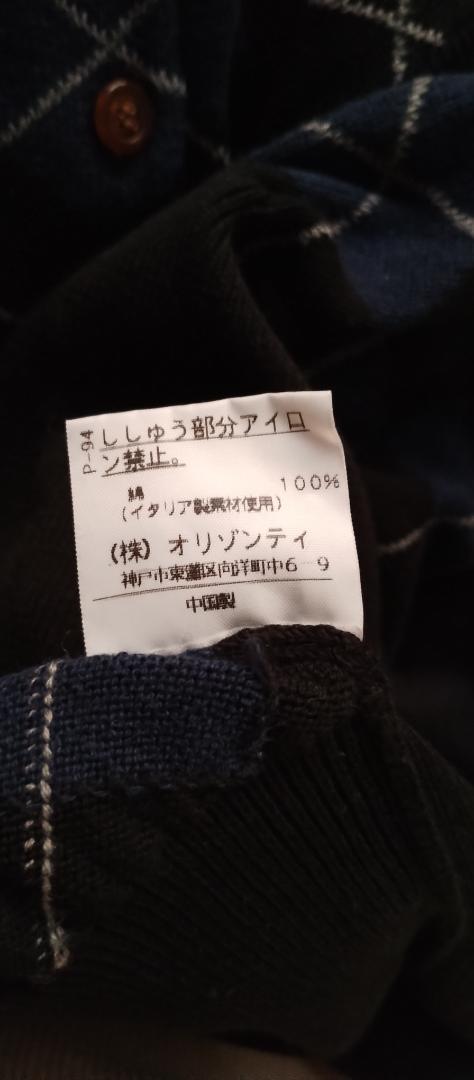 P-94
ししゅう部分アイロ
ン禁止。
綿 100%
(イタリア製素材使用)
(株) オリゾンティ
神戸市東灘区向洋町中6 9
中国製